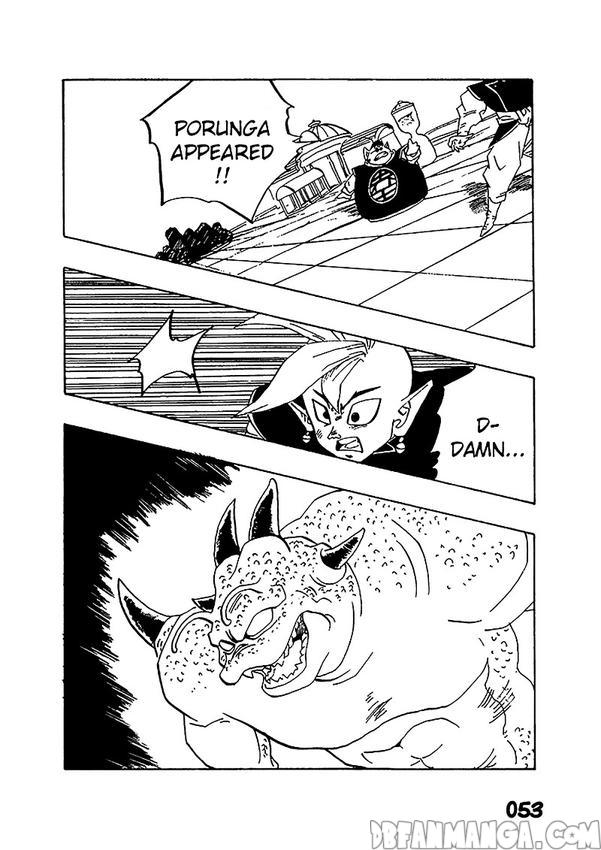 PORUNGA
APPEARED
!!
D-
DAMN...
053
DBFANMANGA.COM